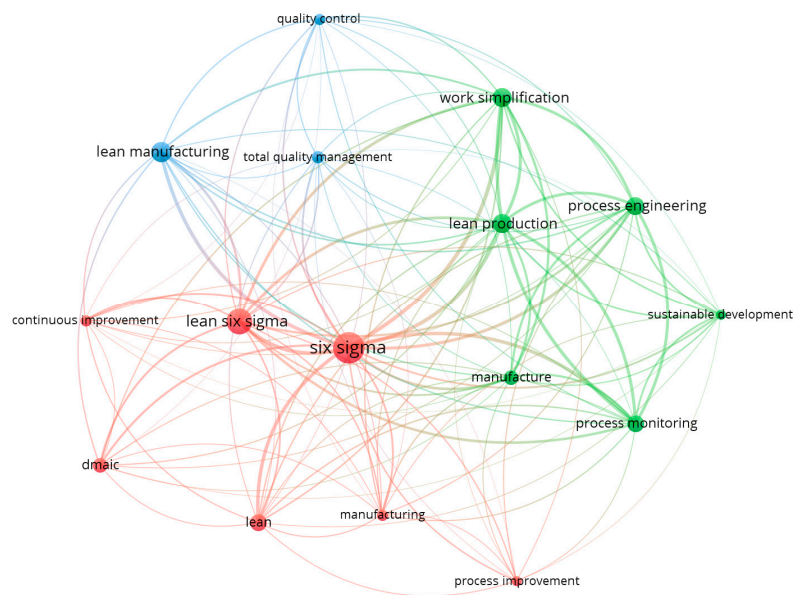 quality control
work simplification
lean manufacturing
total quality management
process engineering
lean production
sustainable development
continuous improvement
lean six sigma
six sigma
manufacture
process monitoring
dmaic
lean
manufacturing
process improvement